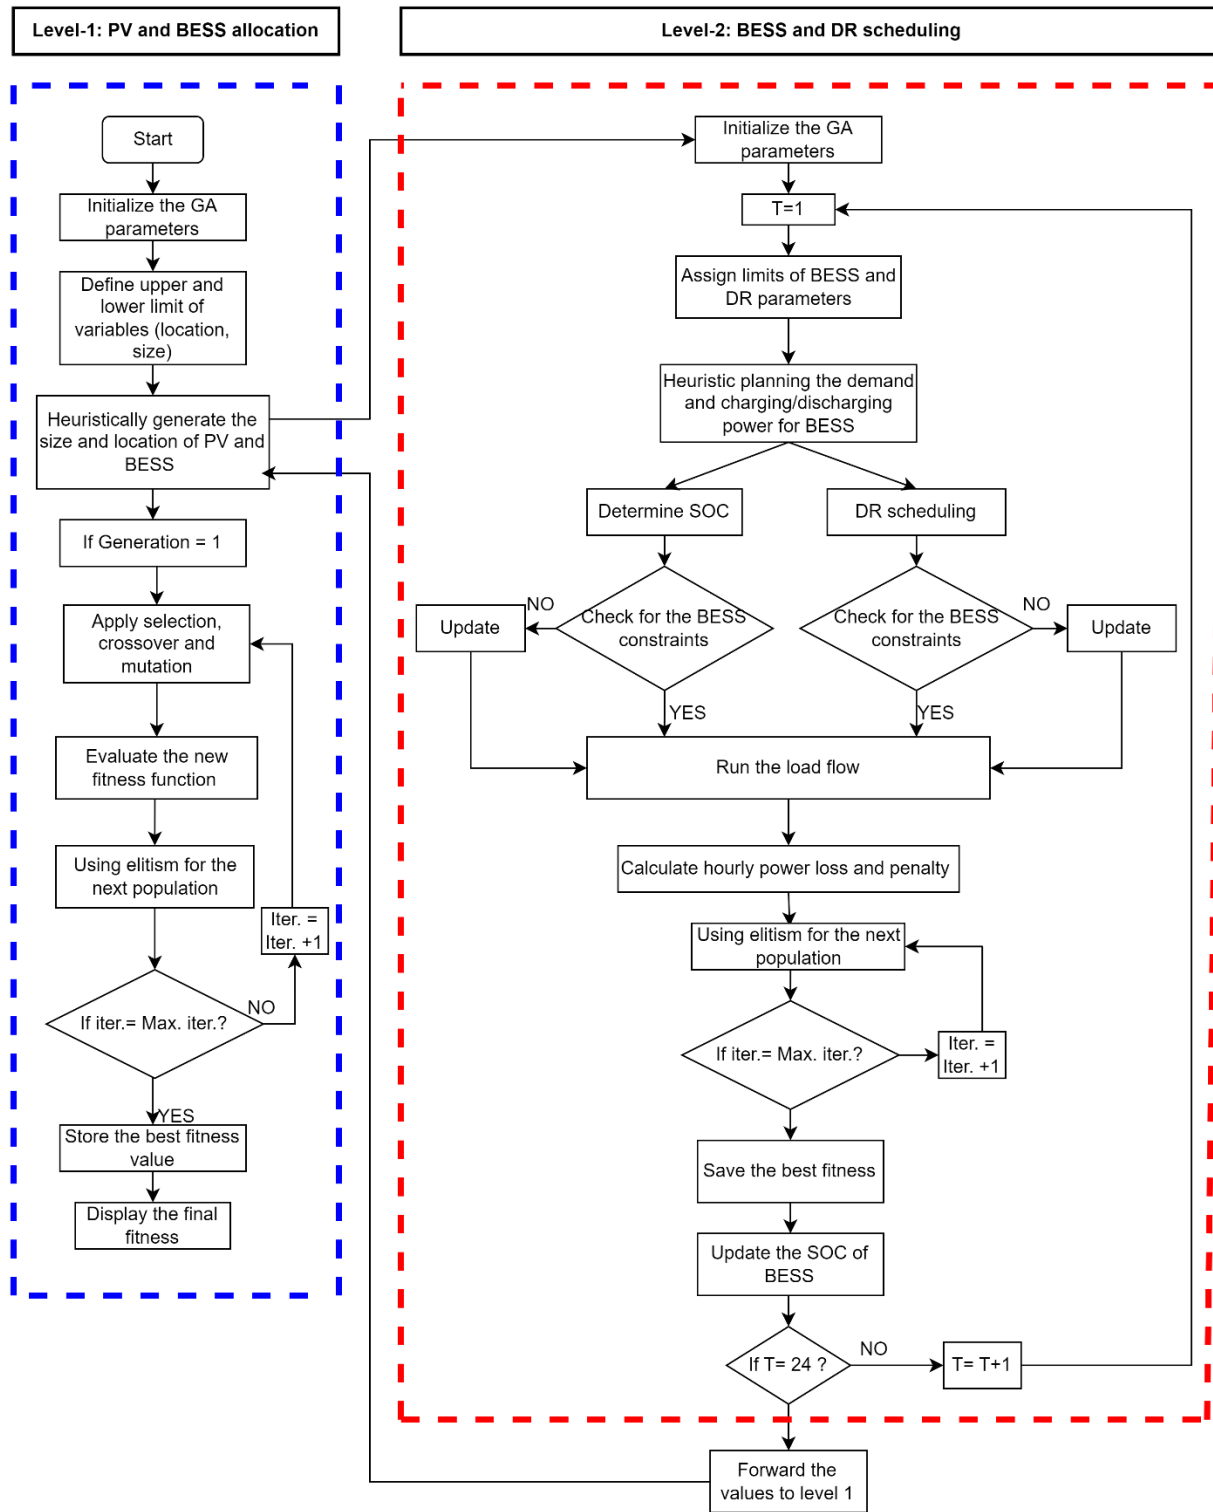 Level-1: PV and BESS allocation
Start
Initialize the GA
parameters
Define upper and
lower limit of
variables (location,
size)
Heuristically generate the
size and location of PV and
BESS
If Generation = 1
Apply selection,
crossover and
mutation
Evaluate the new
fitness function
Using elitism for the
next population
Iter. =
Iter. +1
If iter.= Max. iter.?
NO
YES
Store the best fitness
value
Display the final
fitness
Level-2: BESS and DR scheduling
Initialize the GA
parameters
T=1
Assign limits of BESS and
DR parameters
Heuristic planning the demand
and charging/discharging
power for BESS
Determine SOC
DR scheduling
Update
NO
Check for the BESS
constraints
Check for the BESS
constraints
NO
Update
YES
YES
Run the load flow
Calculate hourly power loss and penalty
Using elitism for the next
population
If iter.= Max. iter.?
Iter. =
Iter. +1
Save the best fitness
Update the SOC of
BESS
If T= 24 ?
NO
T= T+1
Forward the
values to level 1